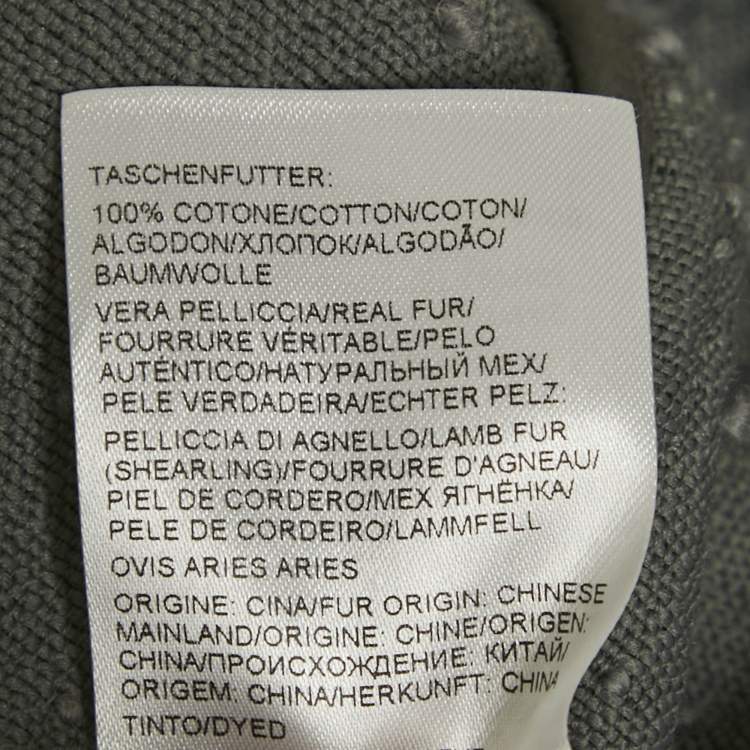 TASCHENFUTTER:
100% COTONE/COTTON/COTON/
ALGODON/ХЛОПОК/ALGODÃO/
BAUMWOLLE
VERA PELLICCIA/REAL FUR/
FOURRURE VÉRITABLE/PELO
AUTÉNTICO/НАТУРАЛЬНЫЙ МЕХ/
PELE VERDADEIRA/ECHTER PELZ:
PELLICCIA DI AGNELLO/LAMB FUR
(SHEARLING)/FOURRURE D'AGNEAU/
PIEL DE CORDERO/МЕХ ЯГНЁНКА/
PELE DE CORDEIRO/LAMMFELL
OVIS ARIES ARIES
ORIGINE: CINA/FUR ORIGIN: CHINESE
MAINLAND/ORIGINE: CHINE/ORIGEN:
CHINA/ПРОИСХОЖДЕНИЕ: КИТАЙ/
ORIGEM: CHINA/HERKUNFT: CHINA
TINTO/DYED